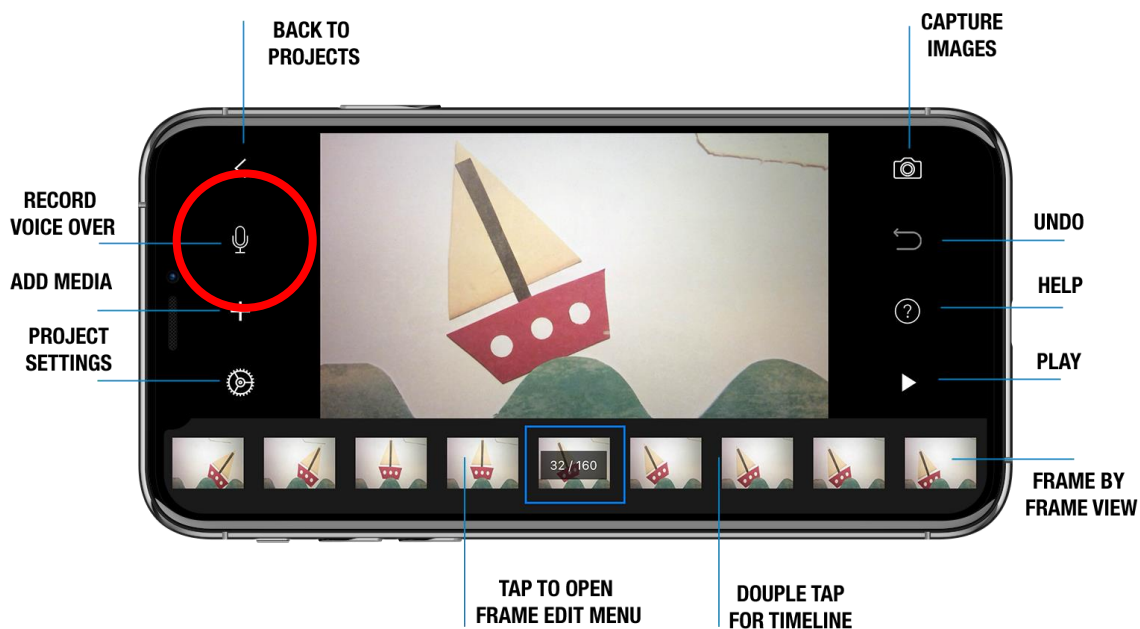 BACK TO
PROJECTS
CAPTURE
IMAGES
RECORD
VOICE OVER
ADD MEDIA
PROJECT
SETTINGS
UNDO
HELP
?
PLAY
32 / 160
FRAME BY
FRAME VIEW
TAP TO OPEN
FRAME EDIT MENU
DOUPLE TAP
FOR TIMELINE